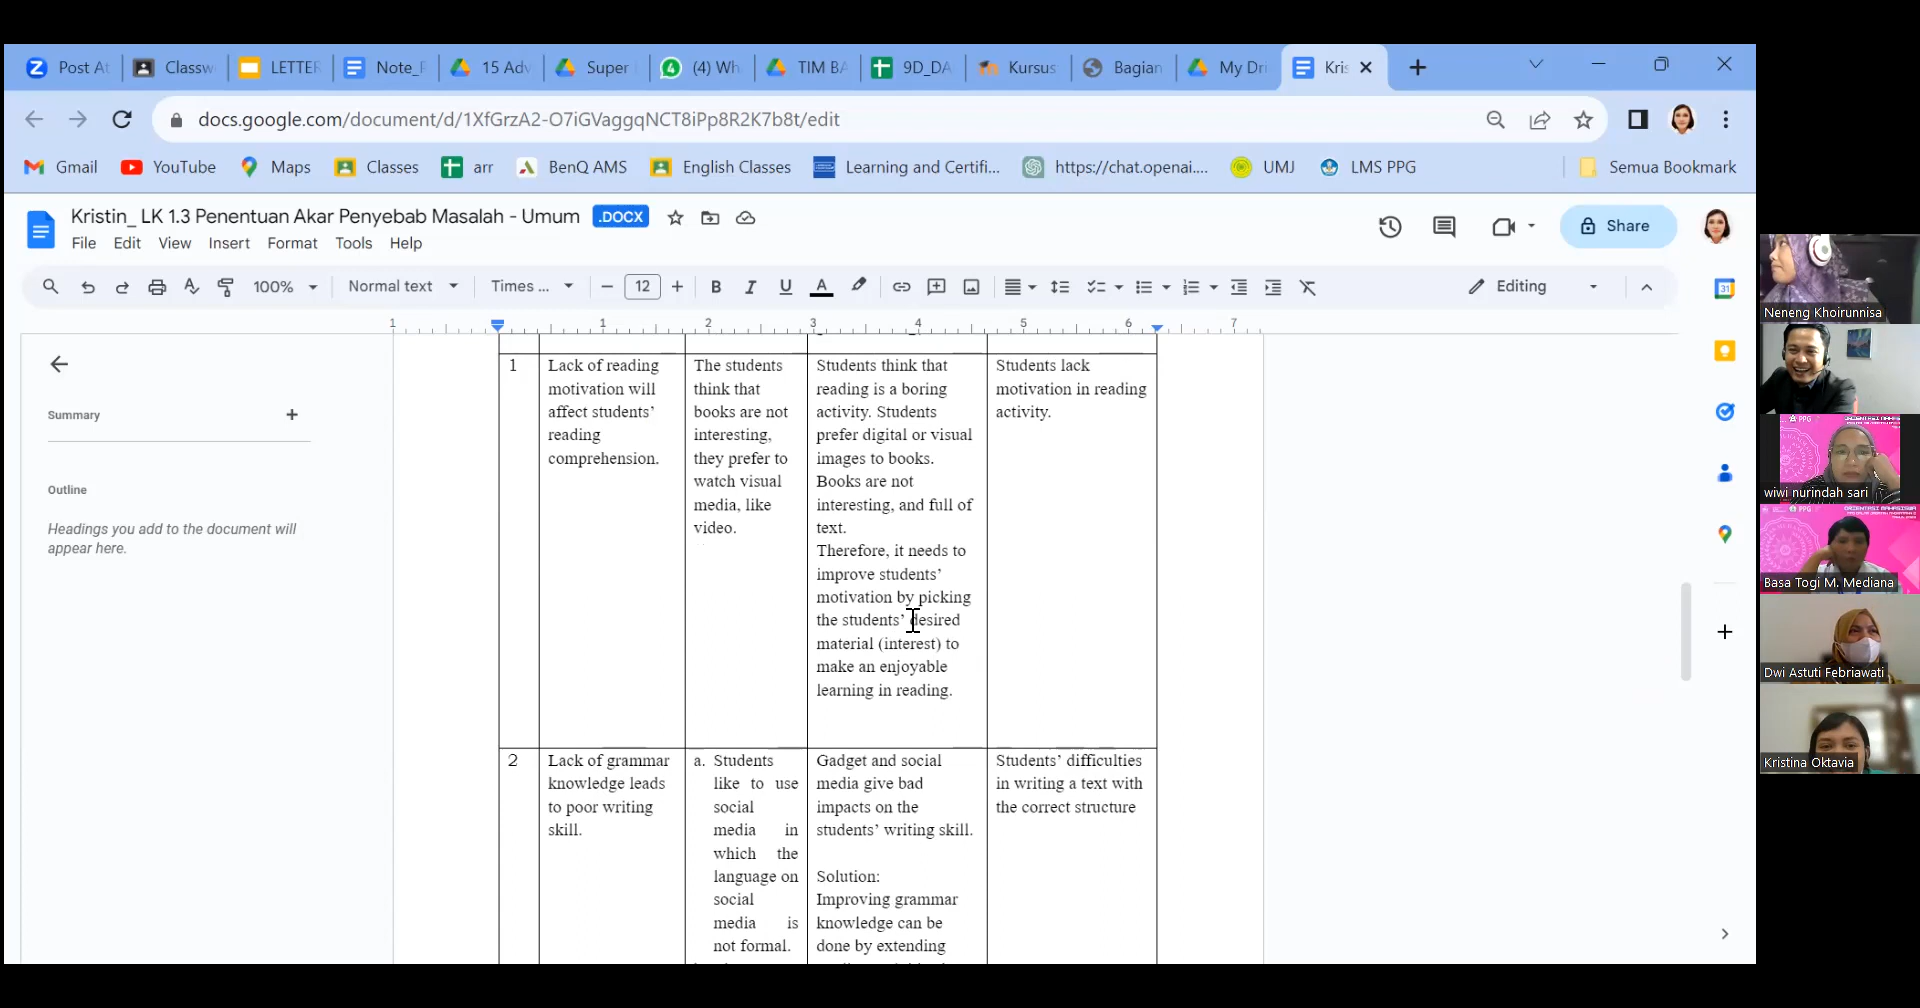 Post At
Classw
LETTER
Note_F
15 Adv
Super
(4) Wh
TIM BA
9D_DA
Kursus
Bagian
My Dri
Kris
docs.google.com/document/d/1XfGrzA2-O7iGVaggqNCT8iPp8R2K7b8t/edit
Gmail
YouTube
Maps
Classes
arr
BenQ AMS
English Classes
Learning and Certifi...
https://chat.openai....
UMJ
LMS PPG
Semua Bookmark
Kristin_ LK 1.3 Penentuan Akar Penyebab Masalah - Umum
.DOCX
File Edit View Insert Format Tools Help
Share
100%
Normal text
Times ...
12
B I U A
Editing
1 1 2 3 4 5 6 7
Summary
Outline
Headings you add to the document will
appear here.
1
Lack of reading
motivation will
affect students’
reading
comprehension.
The students
think that
books are not
interesting,
they prefer to
watch visual
media, like
video.
Students think that
reading is a boring
activity. Students
prefer digital or visual
images to books.
Books are not
interesting, and full of
text.
Therefore, it needs to
improve students’
motivation by picking
the students’ desired
material (interest) to
make an enjoyable
learning in reading.
Students lack
motivation in reading
activity.
2
Lack of grammar
knowledge leads
to poor writing
skill.
a. Students
like to use
social
media in
which the
language on
social
media is
not formal.
Gadget and social
media give bad
impacts on the
students’ writing skill.
Solution:
Improving grammar
knowledge can be
done by extending
Students’ difficulties
in writing a text with
the correct structure
31
Neneng Khoirunnisa
PPG
wiwi nurindah sari
PPG
Basa Togi M. Mediana
Dwi Astuti Febriawati
Kristina Oktavia